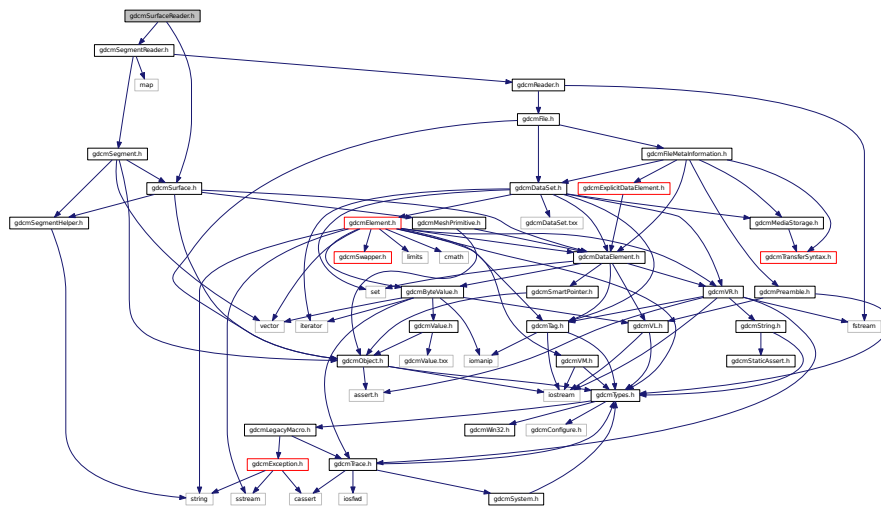 gdcmSurfaceReader.h
gdcmSegmentReader.h
map
gdcmReader.h
gdcmFile.h
gdcmSegment.h
gdcmFileMetaInformation.h
gdcmSurface.h
gdcmDataSet.h
gdcmExplicitDataElement.h
gdcmSegmentHelper.h
gdcmElement.h
gdcmMeshPrimitive.h
gdcmDataSet.txx
gdcmMediaStorage.h
gdcmSwapper.h
limits
cmath
gdcmDataElement.h
gdcmTransferSyntax.h
set
gdcmByteValue.h
gdcmSmartPointer.h
gdcmVR.h
gdcmPreamble.h
vector
iterator
gdcmValue.h
gdcmTag.h
gdcmVL.h
gdcmString.h
fstream
gdcmObject.h
gdcmValue.txx
iomanip
gdcmVM.h
gdcmStaticAssert.h
assert.h
iostream
gdcmTypes.h
gdcmLegacyMacro.h
gdcmWin32.h
gdcmConfigure.h
gdcmException.h
gdcmTrace.h
string
sstream
cassert
iosfwd
gdcmSystem.h